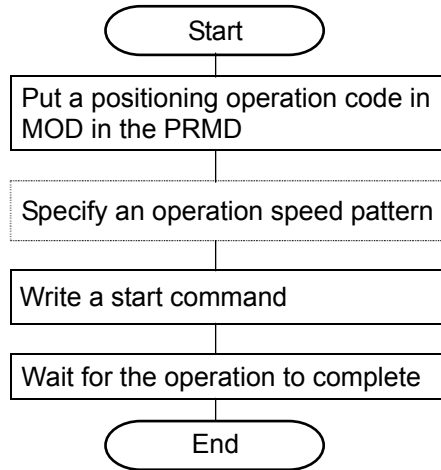 Start
Put a positioning operation code in
MOD in the PRMD
Specify an operation speed pattern
Write a start command
Wait for the operation to complete
End